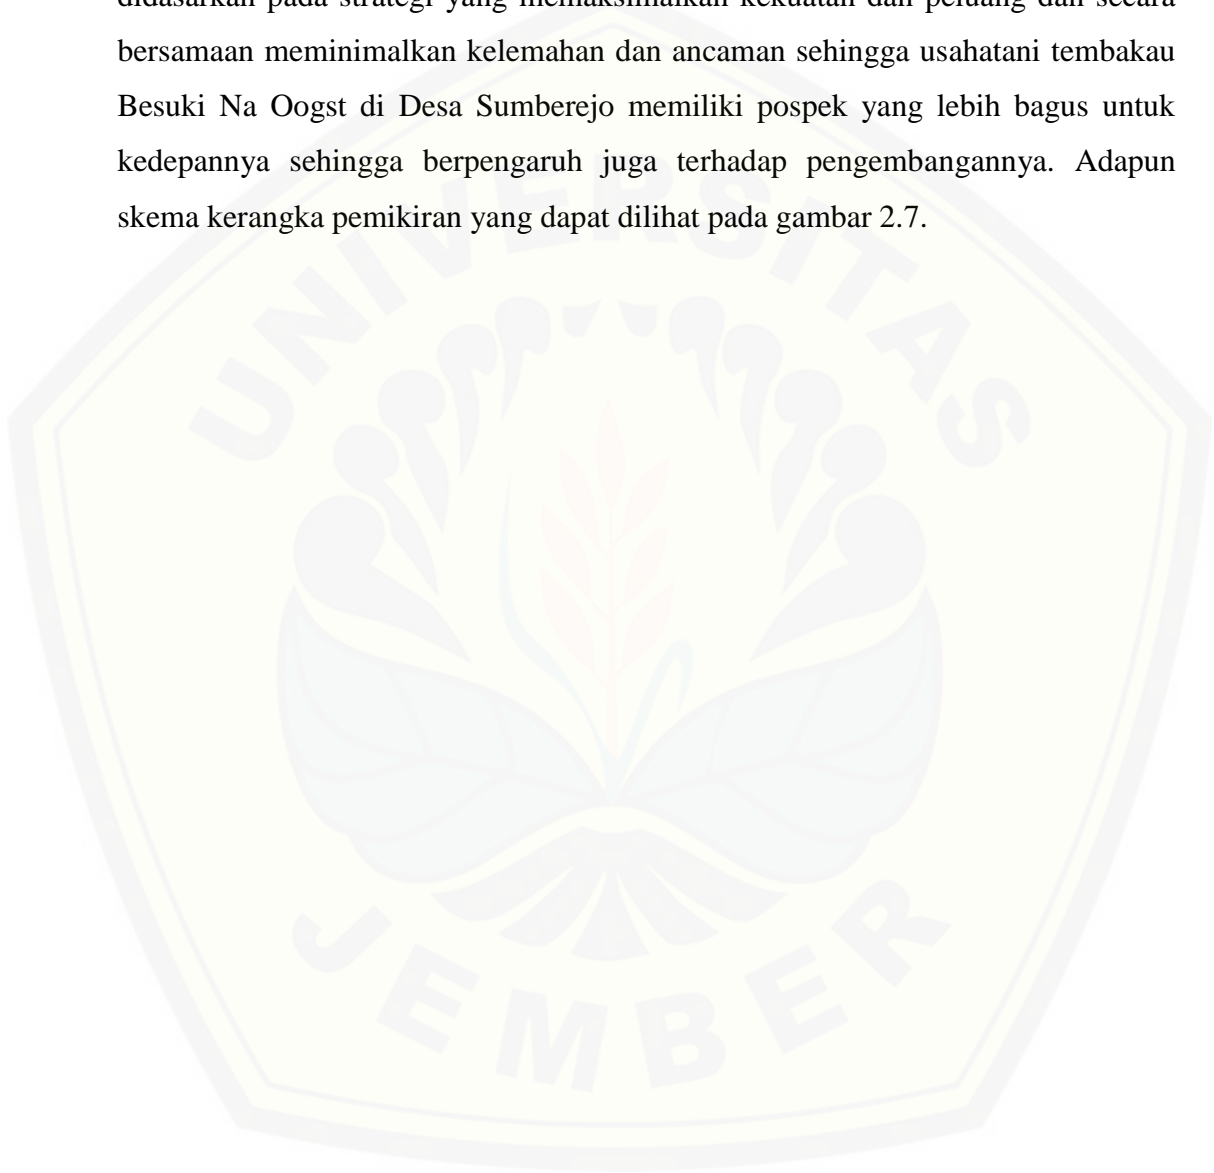 didasarkan pada strategi yang memaksimalkan kekuatan dan peluang dan secara
bersamaan meminimalkan kelemahan dan ancaman sehingga usahatani tembakau
Besuki Na Oogst di Desa Sumberejo memiliki pospek yang lebih bagus untuk
kedepannya sehingga berpengaruh juga terhadap pengembangannya. Adapun
skema kerangka pemikiran yang dapat dilihat pada gambar 2.7.
UNIVERSITAS
JEMBER